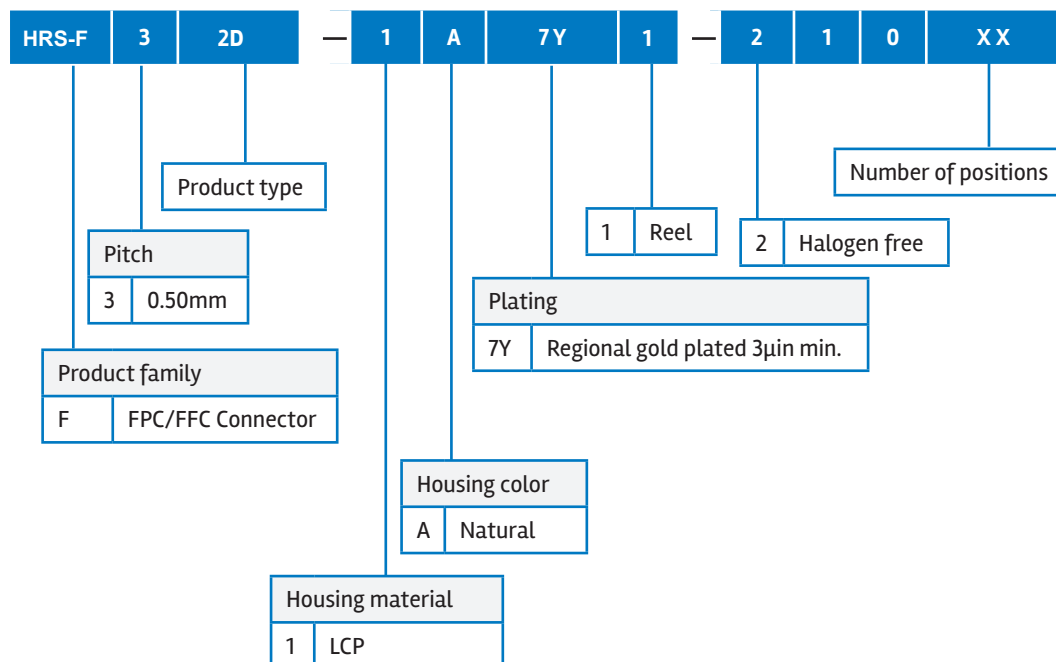 HRS-F 3 2D — 1 A 7Y 1 — 2 1 0 XX
Product type
Number of positions
1 Reel
2 Halogen free
Pitch
3 0.50mm
Plating
7Y Regional gold plated 3µin min.
Product family
F FPC/FFC Connector
Housing color
A Natural
Housing material
1 LCP